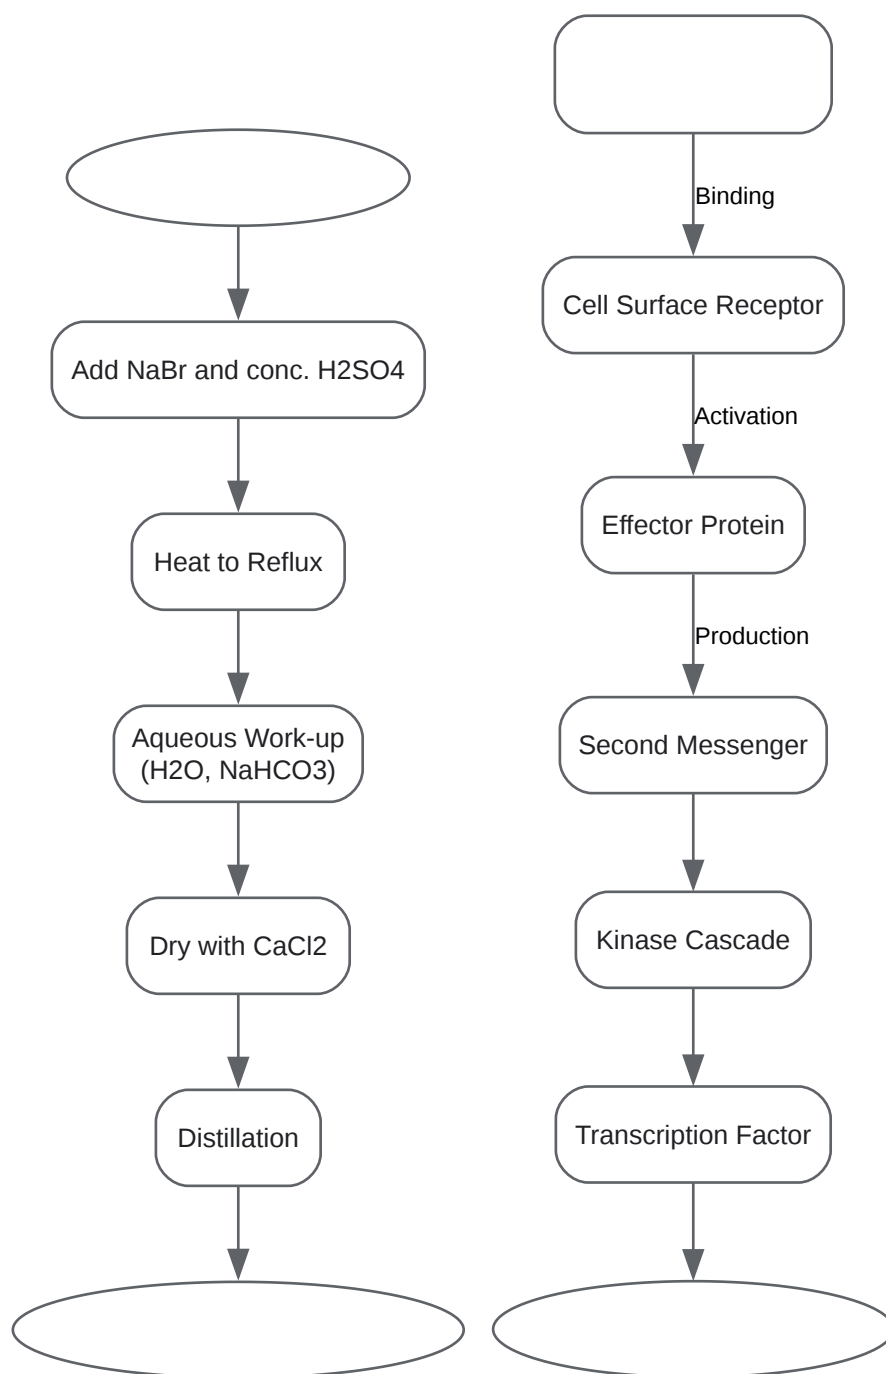 Add NaBr and conc. H2SO4
Heat to Reflux
Aqueous Work-up
(H2O, NaHCO3)
Dry with CaCl2
Distillation
Binding
Cell Surface Receptor
Activation
Effector Protein
Production
Second Messenger
Kinase Cascade
Transcription Factor